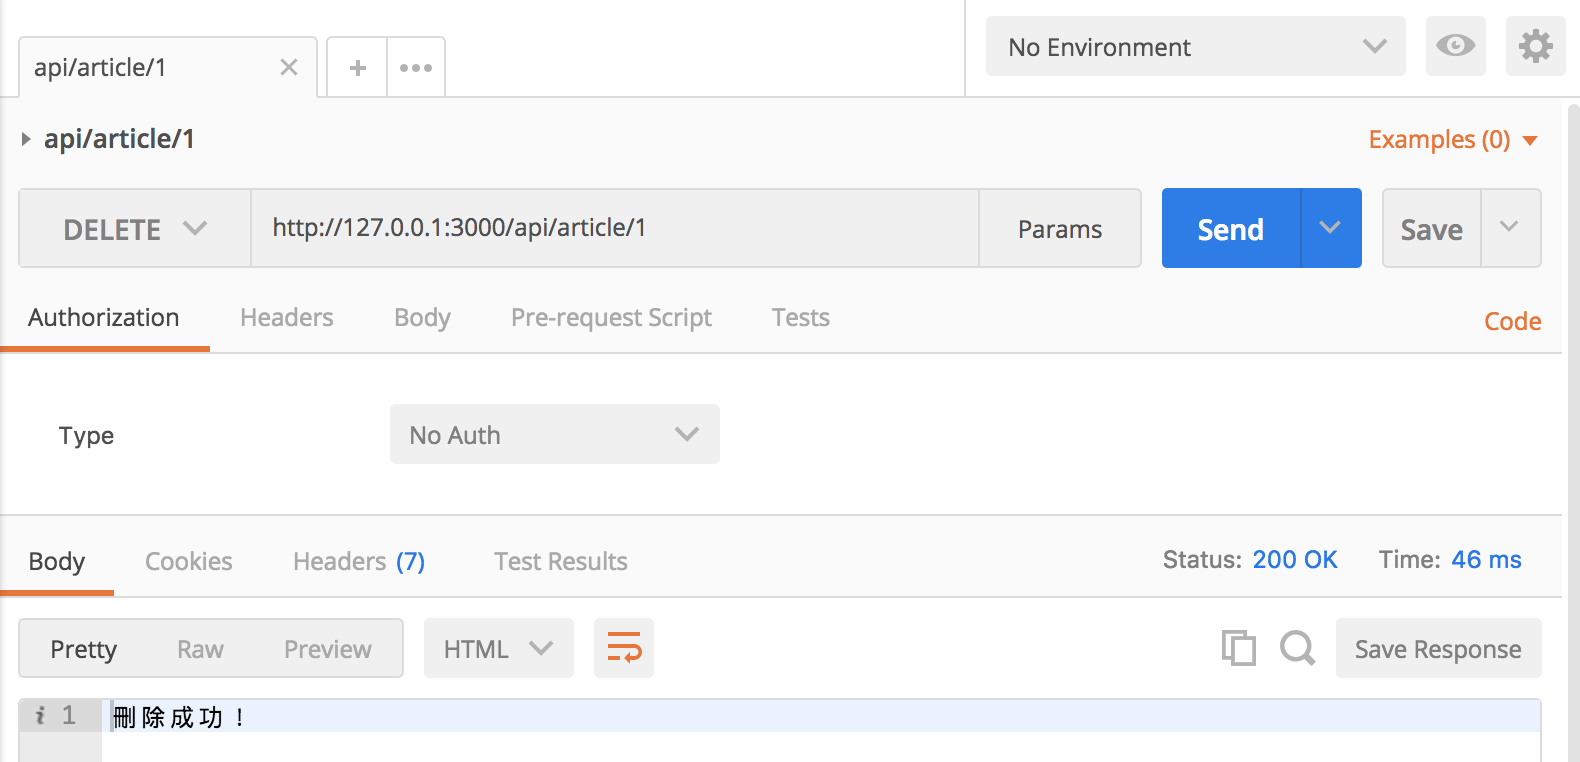 api/article/1
No Environment
api/article/1
Examples (0)
DELETE http://127.0.0.1:3000/api/article/1 Params Send Save
Authorization Headers Body Pre-request Script Tests Code
Type No Auth
Body Cookies Headers (7) Test Results Status: 200 OK Time: 46 ms
Pretty Raw Preview HTML Save Response
i 1 刪除成功！